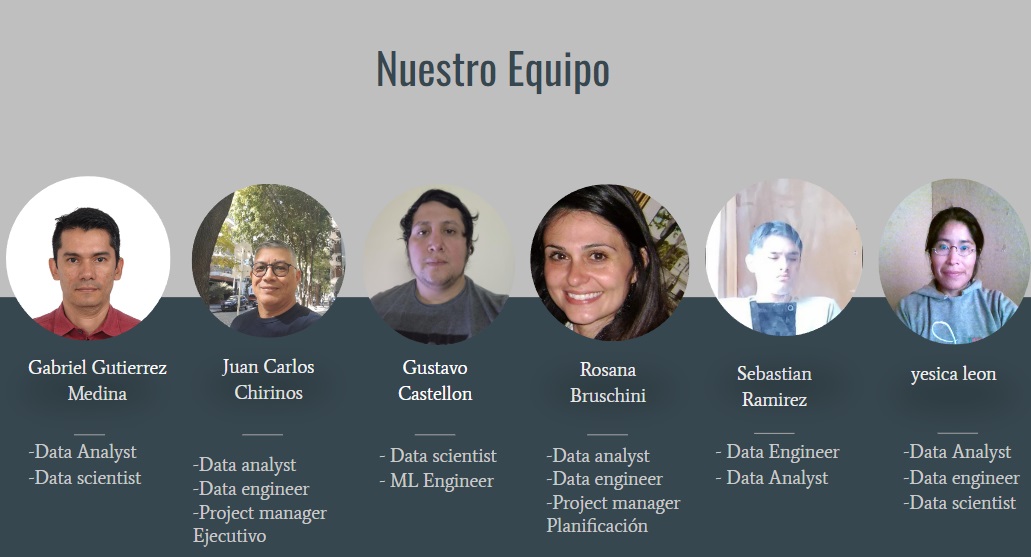 Nuestro Equipo
Gabriel Gutierrez
Medina
-Data Analyst
-Data scientist
Juan Carlos
Chirinos
-Data analyst
-Data engineer
-Project manager
Ejecutivo
Gustavo
Castellon
- Data scientist
- ML Engineer
Rosana
Bruschini
-Data analyst
-Data engineer
-Project manager
Planificación
Sebastian
Ramirez
- Data Engineer
- Data Analyst
yesica leon
-Data Analyst
-Data engineer
-Data scientist